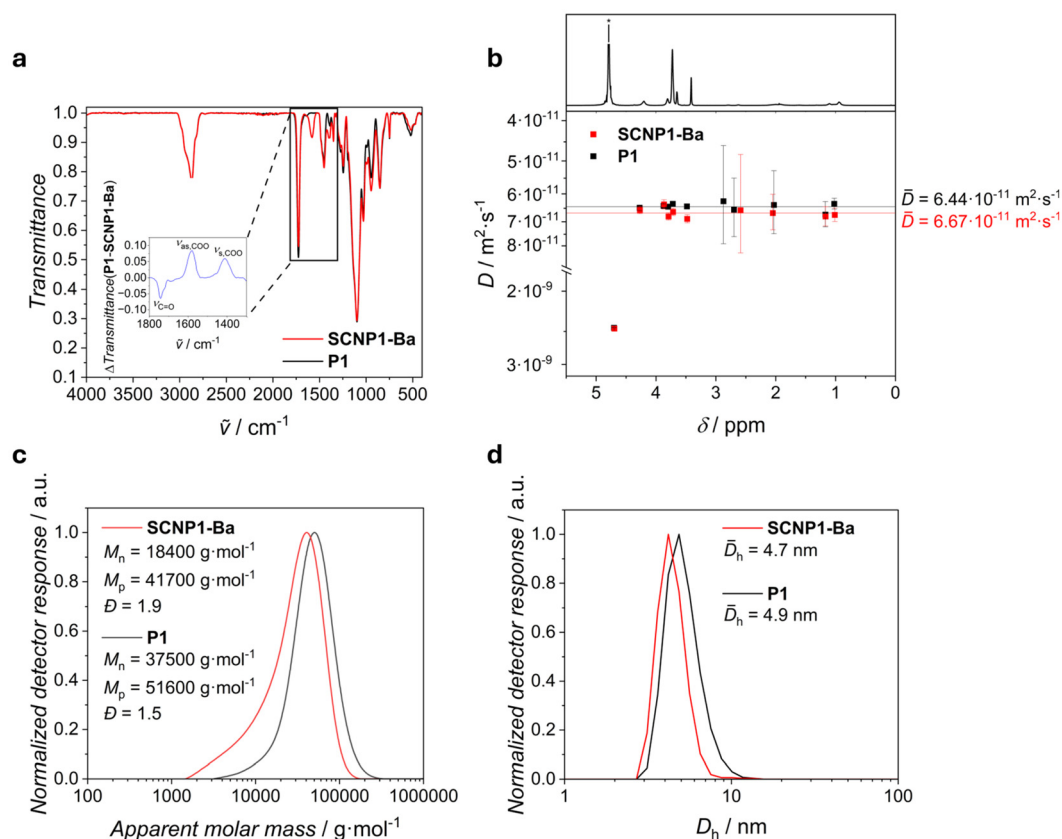 a
Transmittance
1.0
0.9
0.8
0.7
0.6
0.5
0.4
0.3
0.2
0.1
ΔTransmittance(P1-SCNP1-Ba)
0.10
0.05
0.00
−0.05
−0.10
νas,COO
νs,COO
νC=O
1800 1600 1400
ṽ / cm-1
SCNP1-Ba
P1
4000 3500 3000 2500 2000 1500 1000 500
ṽ / cm-1
b
*
D / m2·s-1
4·10-11
5·10-11
6·10-11
7·10-11
8·10-11
2·10-9
3·10-9
SCNP1-Ba
P1
D̄ = 6.44·10-11 m2·s-1
D̄ = 6.67·10-11 m2·s-1
5 4 3 2 1 0
δ / ppm
c
Normalized detector response / a.u.
1.0
0.8
0.6
0.4
0.2
0.0
SCNP1-Ba
Mn = 18400 g·mol-1
Mp = 41700 g·mol-1
Đ = 1.9
P1
Mn = 37500 g·mol-1
Mp = 51600 g·mol-1
Đ = 1.5
100 1000 10000 100000 1000000
Apparent molar mass / g·mol-1
d
Normalized detector response / a.u.
1.0
0.8
0.6
0.4
0.2
0.0
SCNP1-Ba
D̄h = 4.7 nm
P1
D̄h = 4.9 nm
1 10 100
Dh / nm